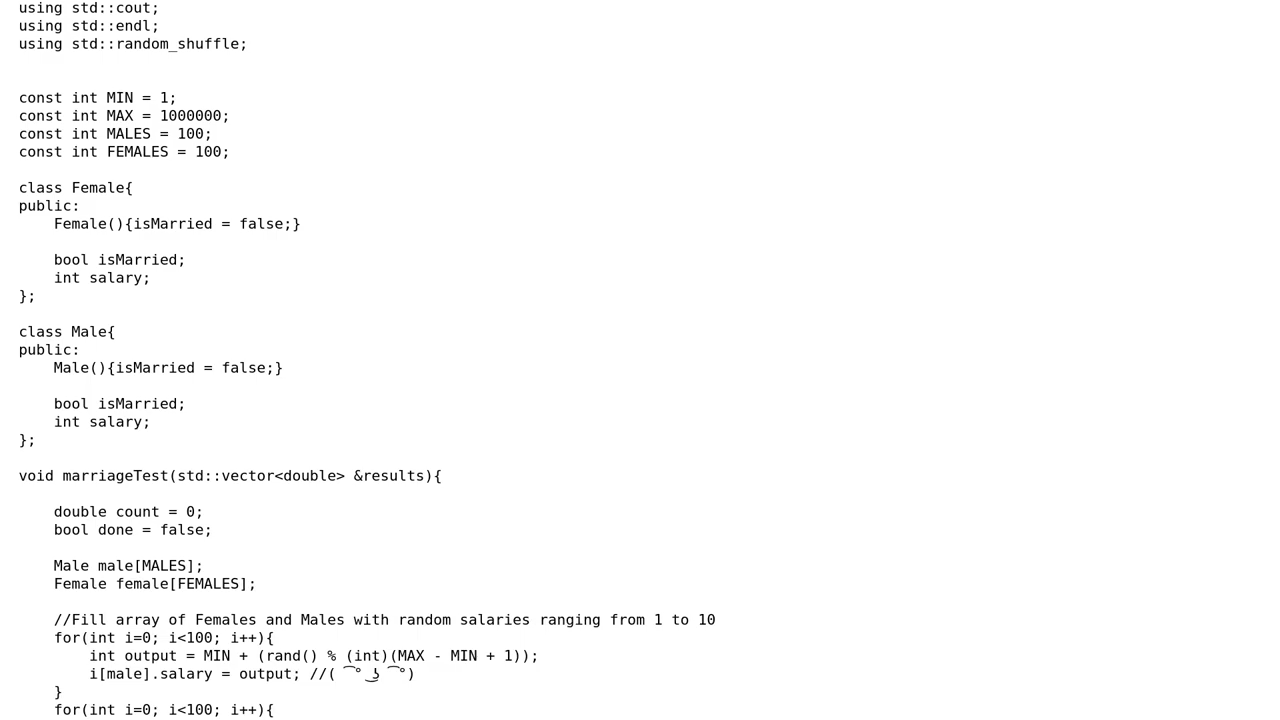 using std::cout;
using std::endl;
using std::random_shuffle;
const int MIN = 1;
const int MAX = 1000000;
const int MALES = 100;
const int FEMALES = 100;
class Female{
public:
    Female(){isMarried = false;}
    bool isMarried;
    int salary;
};
class Male{
public:
    Male(){isMarried = false;}
    bool isMarried;
    int salary;
};
void marriageTest(std::vector<double> &results){
    double count = 0;
    bool done = false;
    Male male[MALES];
    Female female[FEMALES];
    //Fill array of Females and Males with random salaries ranging from 1 to 10
    for(int i=0; i<100; i++){
        int output = MIN + (rand() % (int)(MAX - MIN + 1));
        i[male].salary = output; //( ͡° ͜ʖ ͡°)
    }
    for(int i=0; i<100; i++){